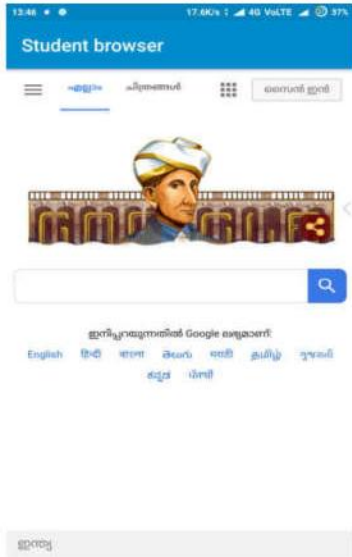 13:46 17.6K/s 4G VoLTE 37%
Student browser
എല്ലാം ചിത്രങ്ങൾ സൈൻ ഇൻ
ഇനിപ്പറയുന്നതിൽ Google ലഭ്യമാണ്:
English हिन्दी বাংলা తెలుగు मराठी தமிழ் ગુજરાતી
ಕನ್ನಡ ਪੰਜਾਬੀ
ഇന്ത്യ